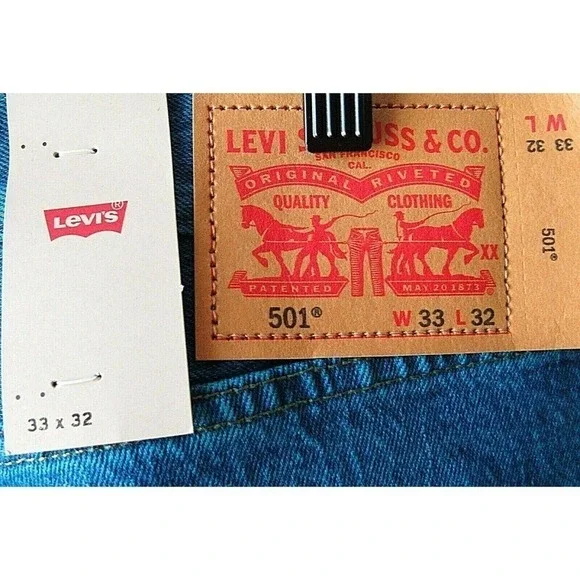 LEVI'S®
33 x 32
LEVI S USS & CO.
SAN FRANCISCO
CAL.
ORIGINAL RIVETED
QUALITY CLOTHING
XX
PATENTED MAY 20 1873
501® W 33 L 32
W L
33 32
501®